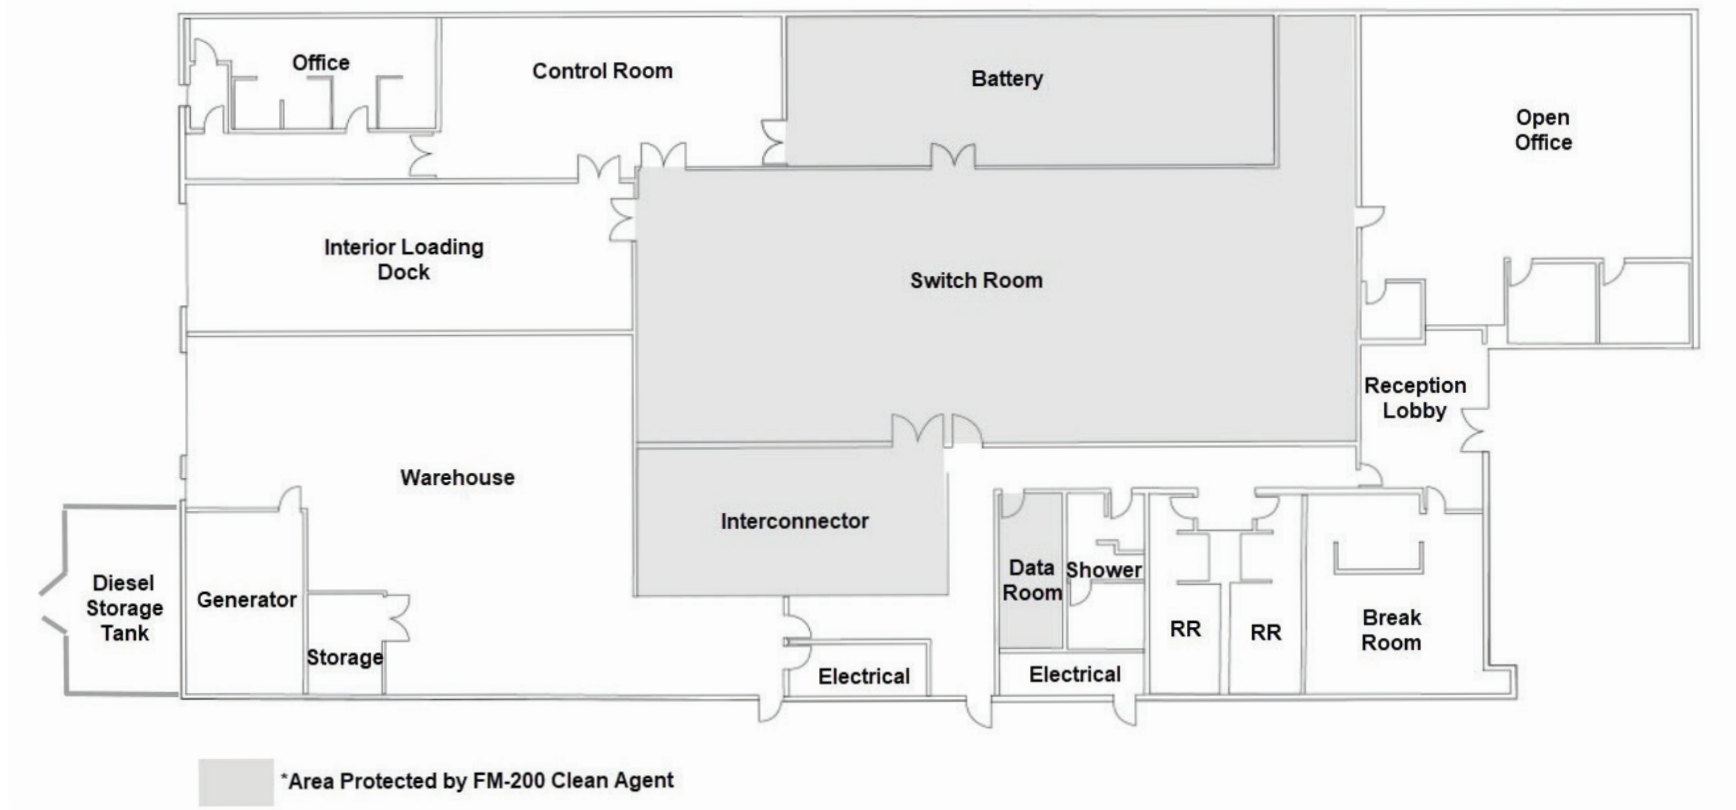 Office
Control Room
Battery
Open
Office
Interior Loading
Dock
Switch Room
Reception
Lobby
Warehouse
Interconnector
Diesel
Storage
Tank
Generator
Storage
Data
Room
Shower
RR
RR
Break
Room
Electrical
Electrical
*Area Protected by FM-200 Clean Agent